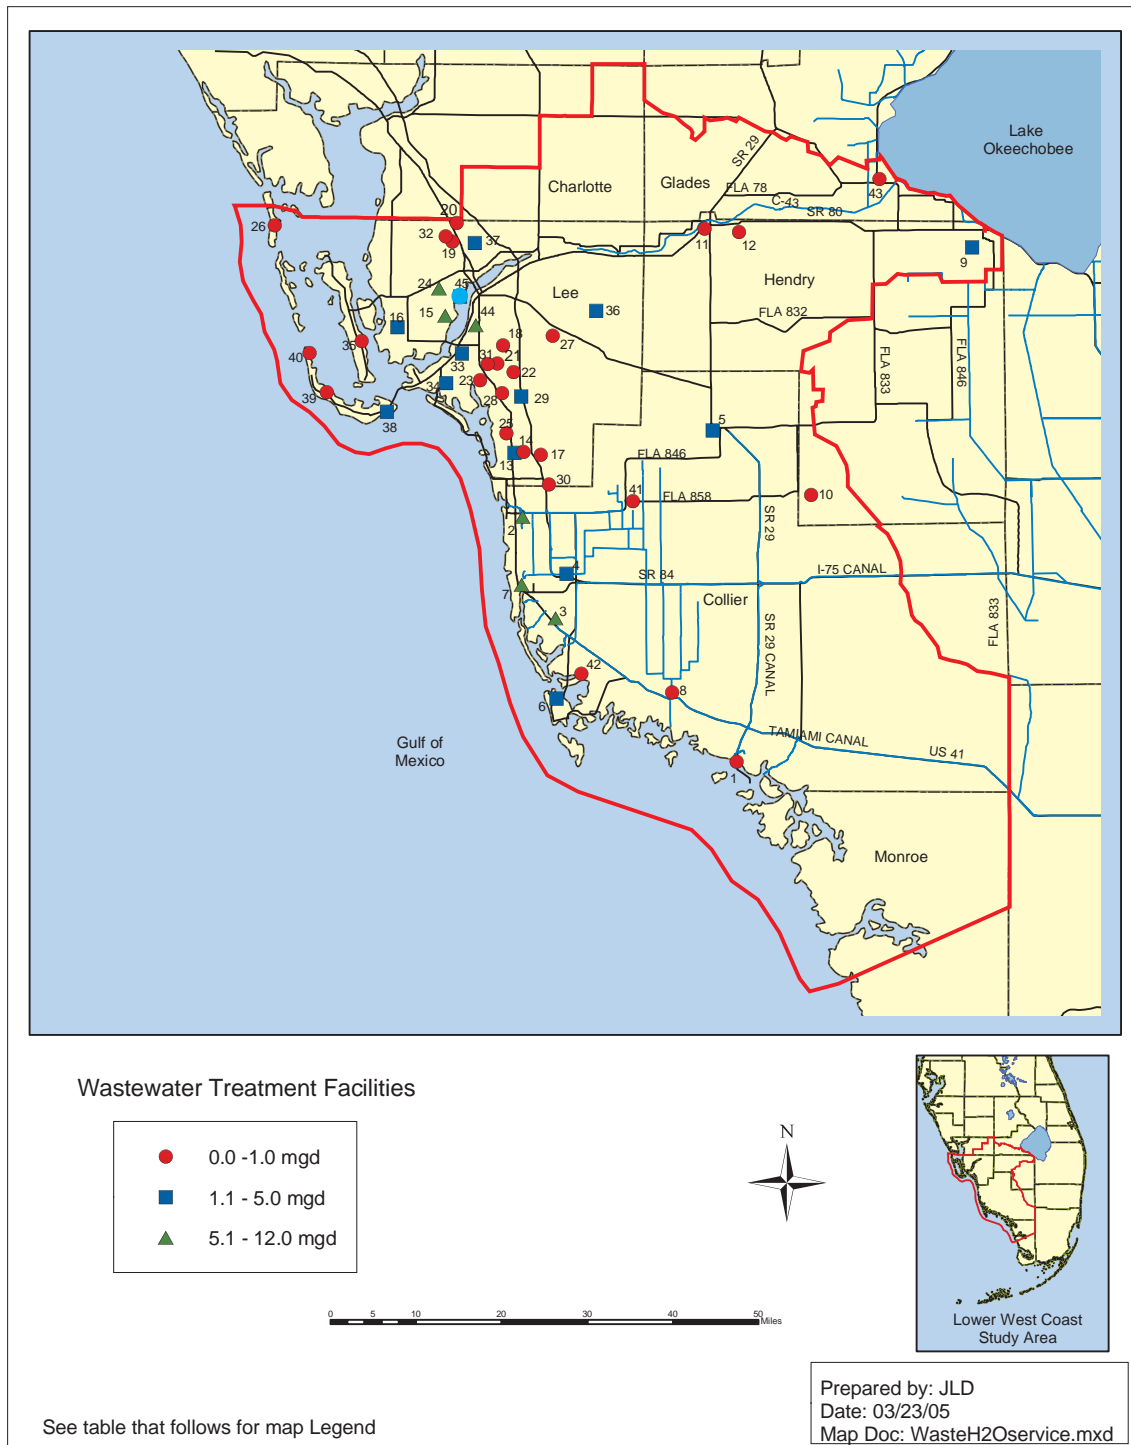 Lake
Okeechobee
SR 29
Charlotte
Glades
FLA 78
C-43
SR 80
43
20
26
32
19
37
11
12
9
Hendry
24
45
Lee
15
44
36
FLA 832
16
18
27
35
40
33
31
21
22
FLA 833
FLA 846
34
23
39
28
29
38
25
14
5
13
17
FLA 846
30
41
FLA 858
10
2
SR 29
4
SR 84
I-75 CANAL
7
3
Collier
FLA 833
SR 29 CANAL
42
8
6
TAMIAMI CANAL
US 41
Gulf of
Mexico
1
Monroe
Wastewater Treatment Facilities
0.0 -1.0 mgd
1.1 - 5.0 mgd
5.1 - 12.0 mgd
N
0 5 10 20 30 40 50
Miles
Lower West Coast
Study Area
Prepared by: JLD
Date: 03/23/05
Map Doc: WasteH2Oservice.mxd
See table that follows for map Legend